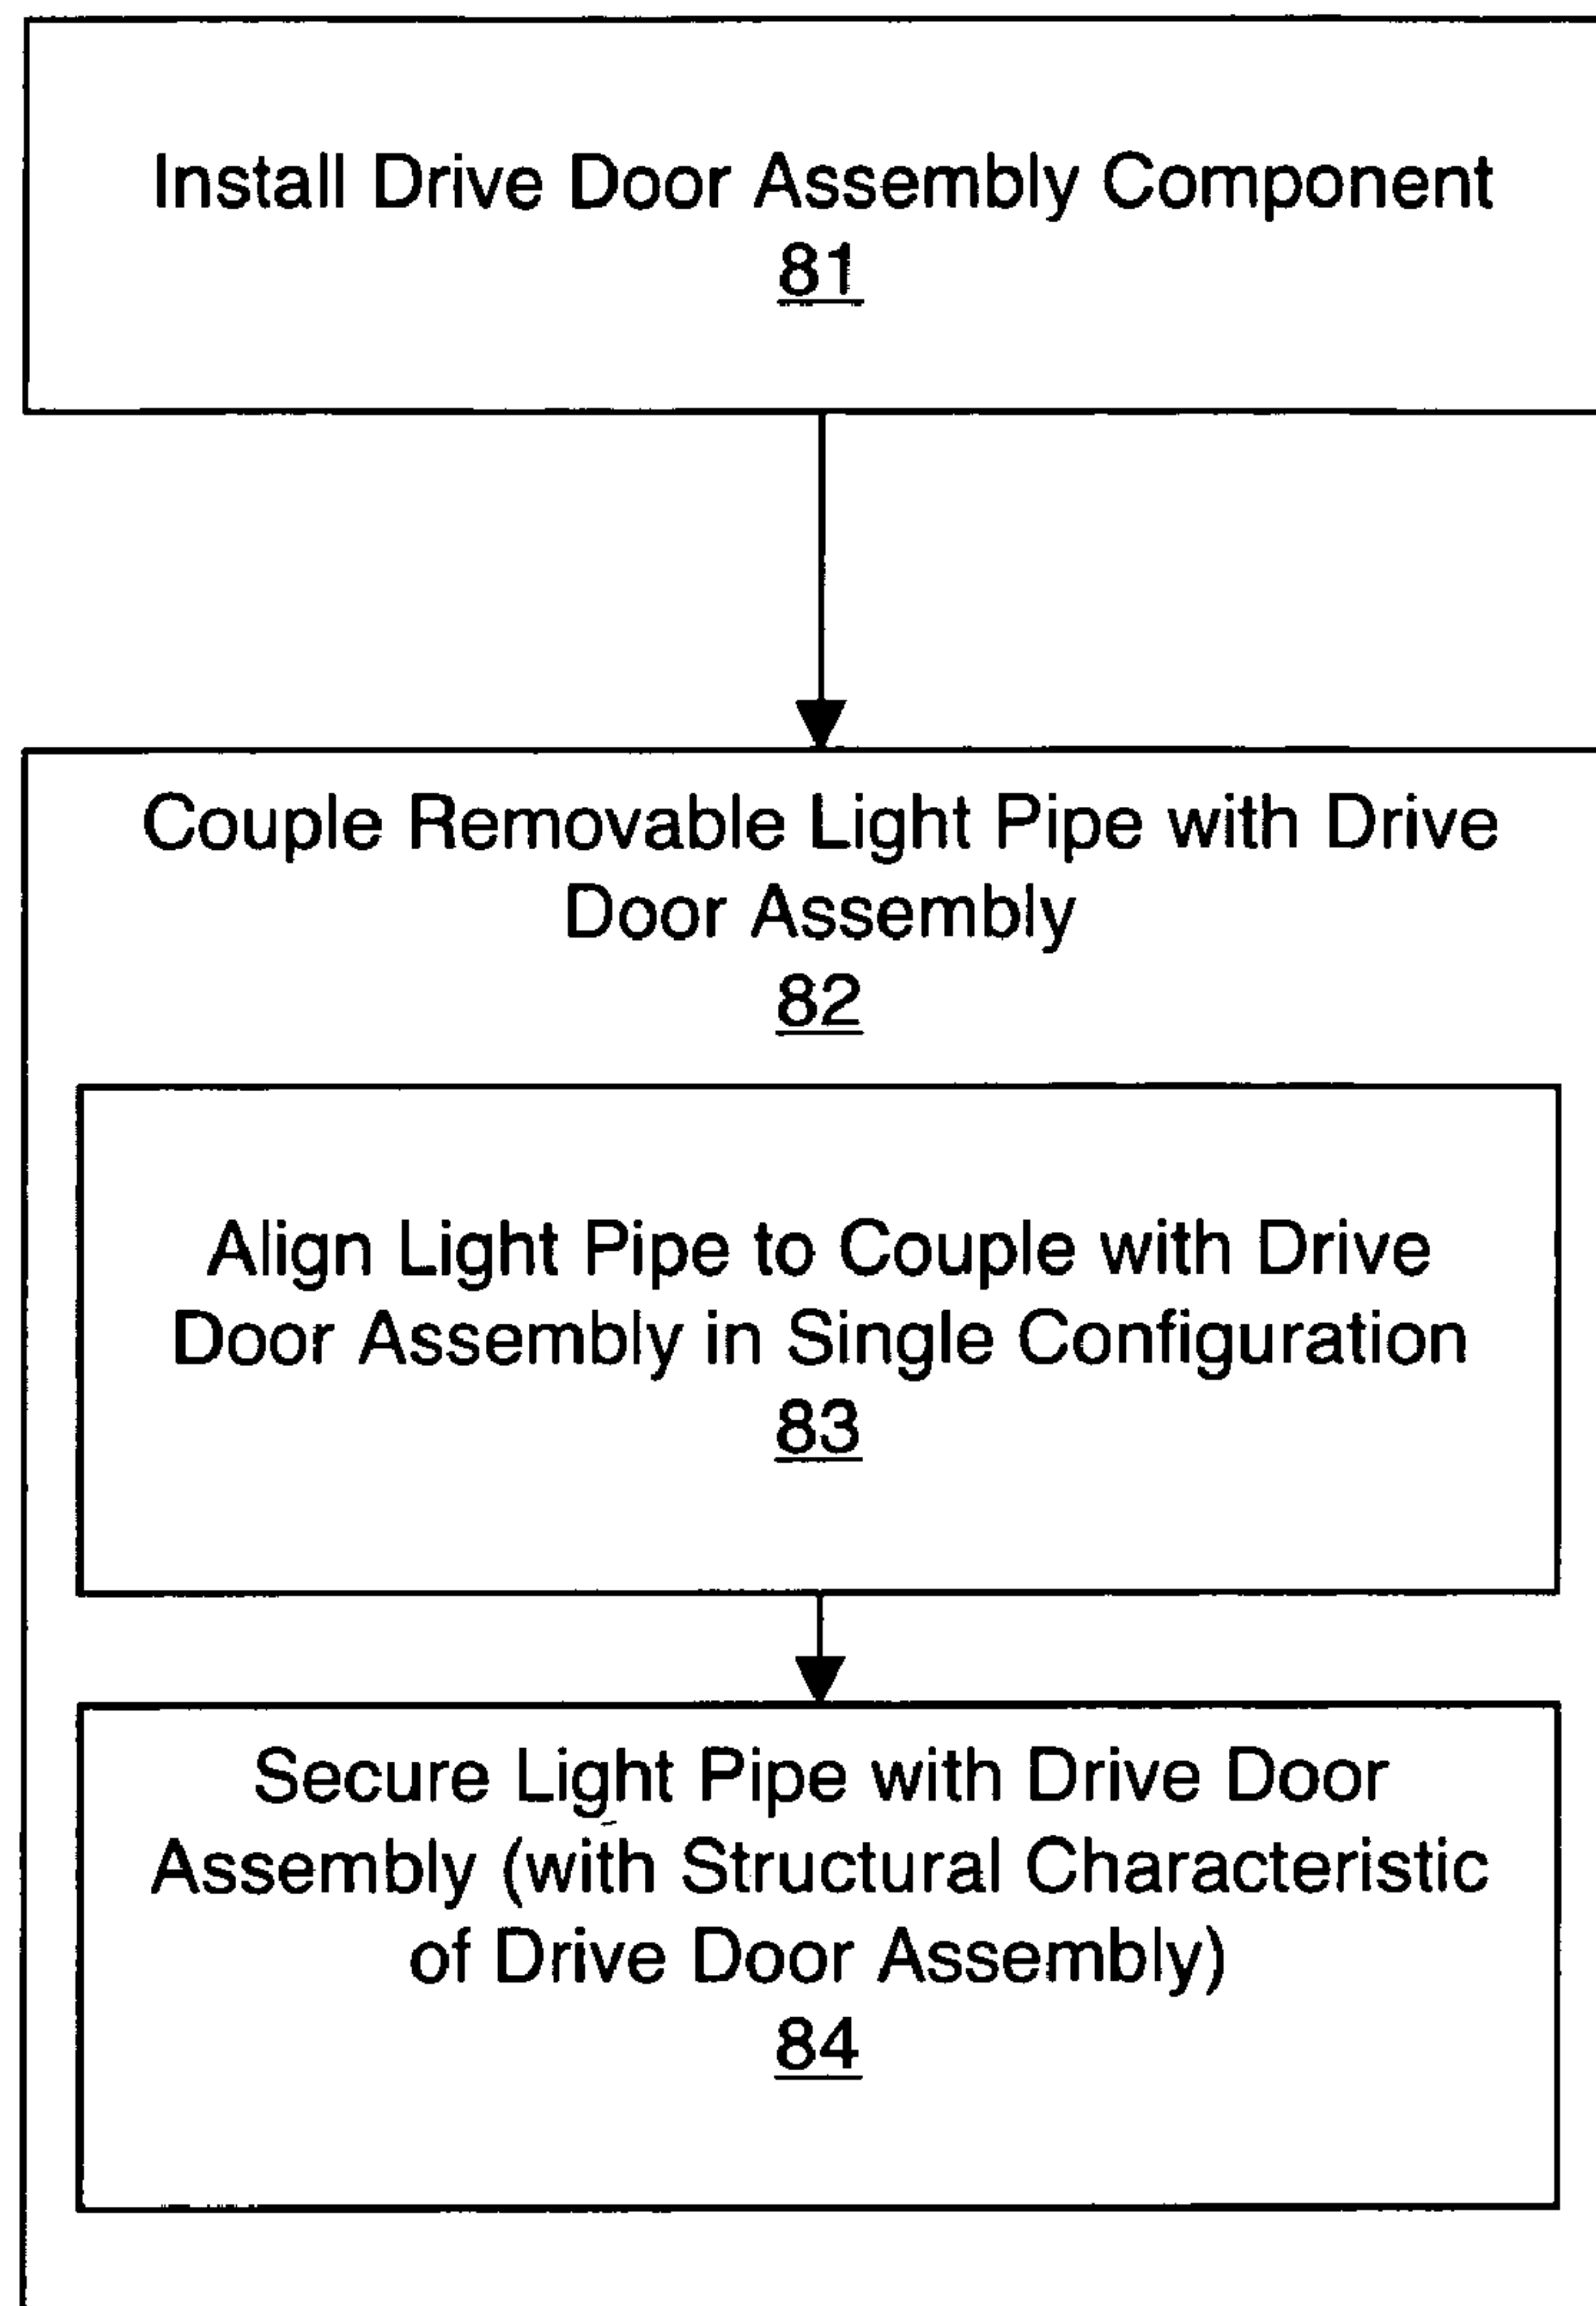 Install Drive Door Assembly Component
81
Couple Removable Light Pipe with Drive
Door Assembly
82
Align Light Pipe to Couple with Drive
Door Assembly in Single Configuration
83
Secure Light Pipe with Drive Door
Assembly (with Structural Characteristic
of Drive Door Assembly)
84